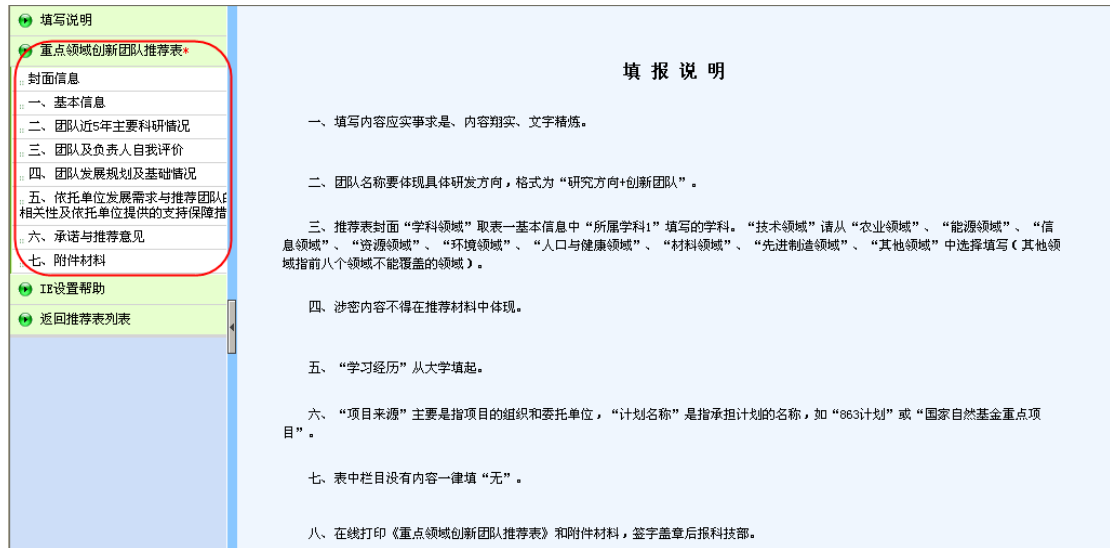 填写说明
重点领域创新团队推荐表*
封面信息
一、基本信息
二、团队近5年主要科研情况
三、团队及负责人自我评价
四、团队发展规划及基础情况
五、依托单位发展需求与推荐团队
相关性及依托单位提供的支持保障措
六、承诺与推荐意见
七、附件材料
IE设置帮助
返回推荐表列表
填 报 说 明
一、填写内容应实事求是、内容翔实、文字精炼。
二、团队名称要体现具体研发方向，格式为“研究方向+创新团队”。
三、推荐表封面“学科领域”取表一基本信息中“所属学科1”填写的学科。“技术领域”请从“农业领域”、“能源领域”、“信
息领域”、“资源领域”、“环境领域”、“人口与健康领域”、“材料领域”、“先进制造领域”、“其他领域”中选择填写（其他领
域指前八个领域不能覆盖的领域）。
四、涉密内容不得在推荐材料中体现。
五、“学习经历”从大学填起。
六、“项目来源”主要是指项目的组织和委托单位，“计划名称”是指承担计划的名称，如“863计划”或“国家自然基金重点项
目”。
七、表中栏目没有内容一律填“无”。
八、在线打印《重点领域创新团队推荐表》和附件材料，签字盖章后报科技部。